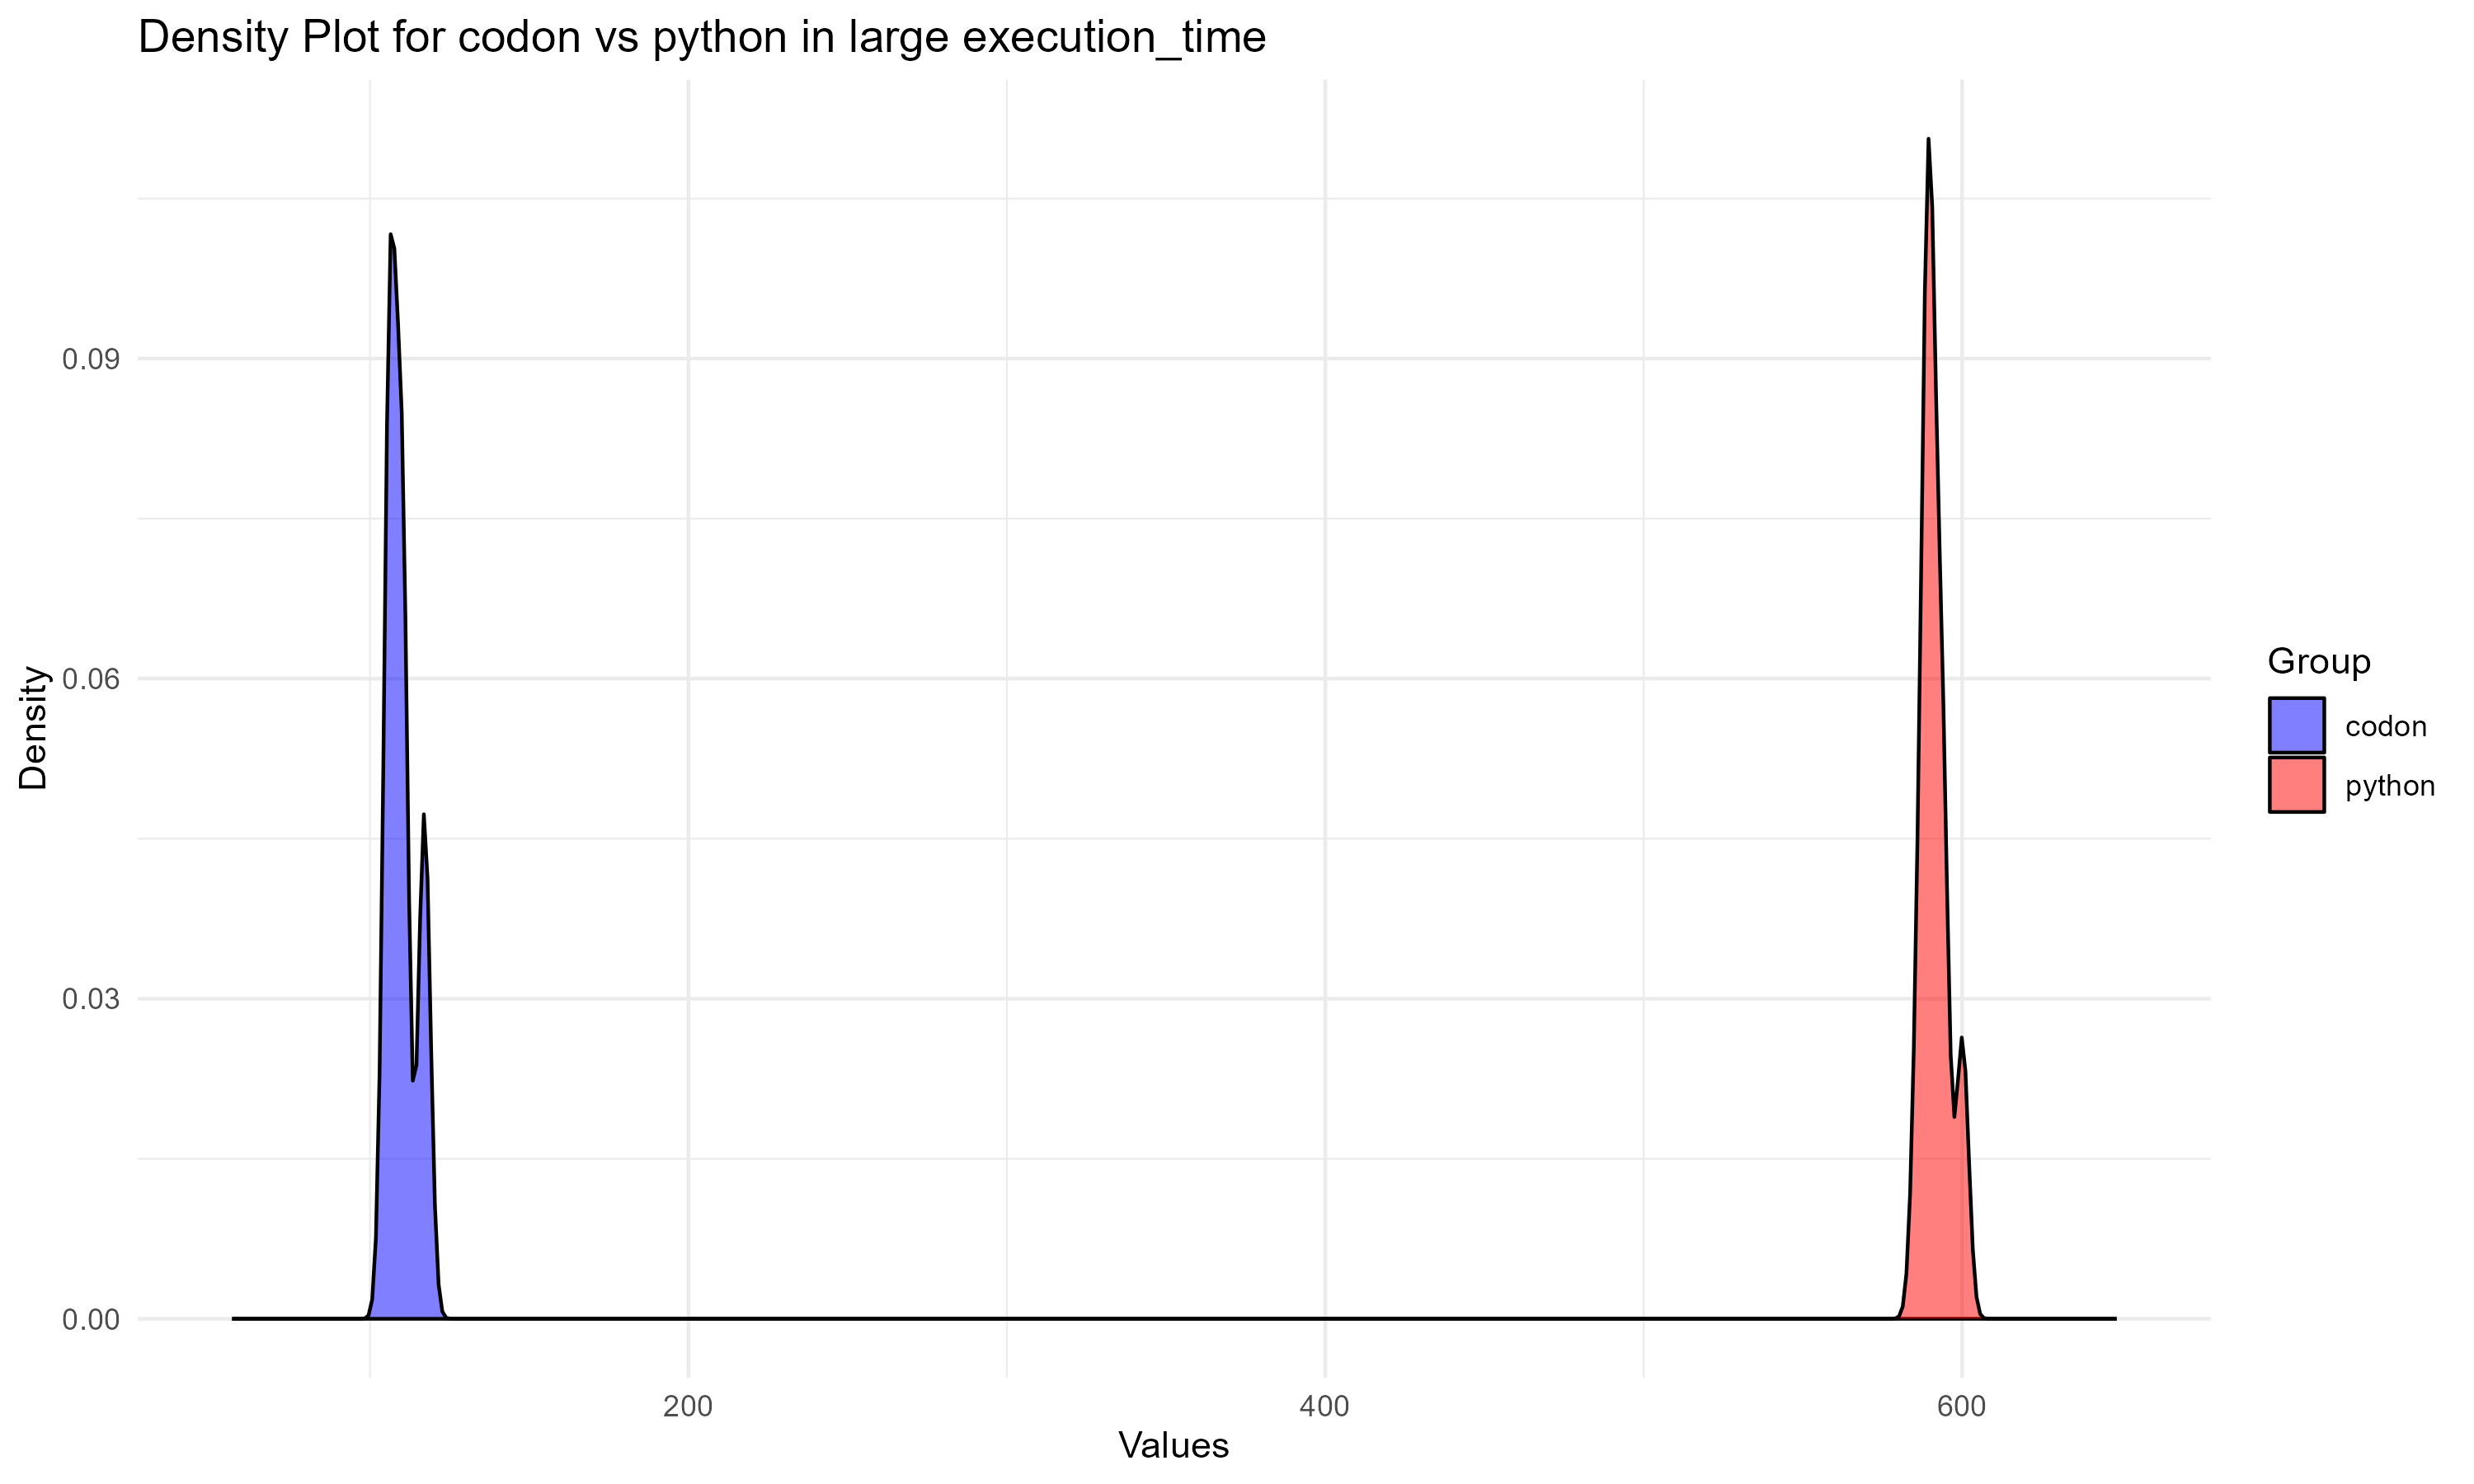 Density Plot for codon vs python in large execution_time
Density
0.09
0.06
0.03
0.00
200 400 600
Values
Group
codon
python